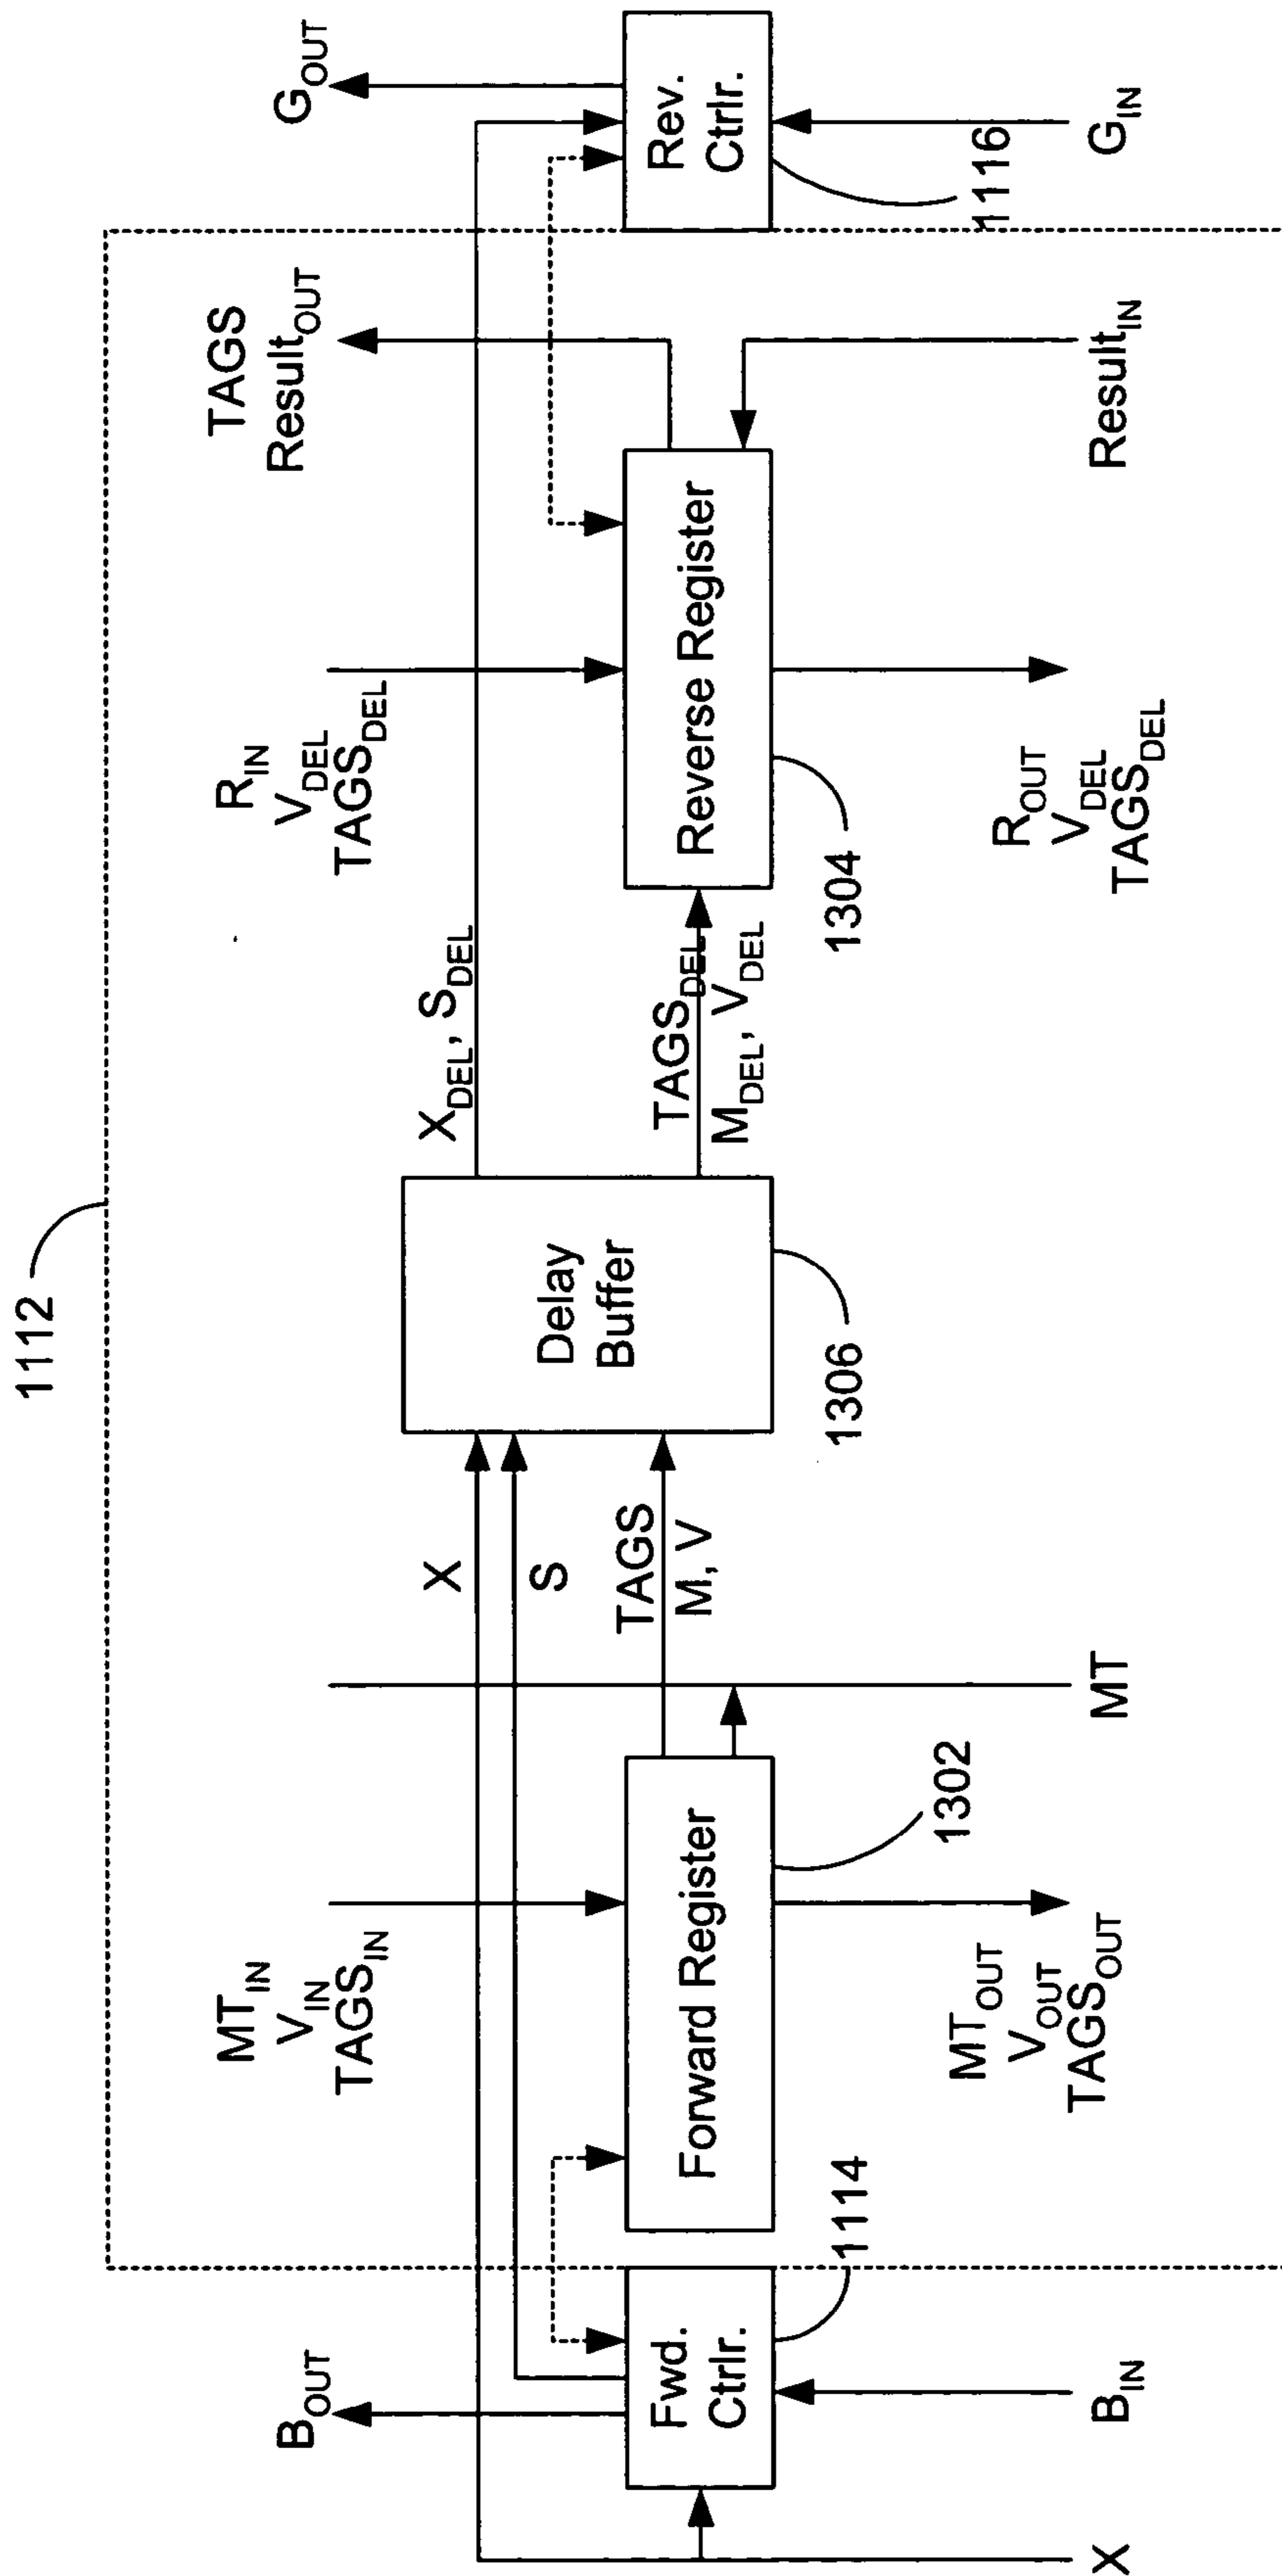 1112
B_OUT
MT_IN
V_IN
TAGS_IN
X
S
TAGS
M, V
X_DEL, S_DEL
TAGS_DEL
M_DEL, V_DEL
R_IN
V_DEL
TAGS_DEL
TAGS
Result_OUT
G_OUT
Fwd.
Ctrlr.
Forward Register
Delay
Buffer
Reverse Register
Rev.
Ctrlr.
1114
1302
1306
1304
1116
X
B_IN
MT_OUT
V_OUT
TAGS_OUT
MT
R_OUT
V_DEL
TAGS_DEL
Result_IN
G_IN